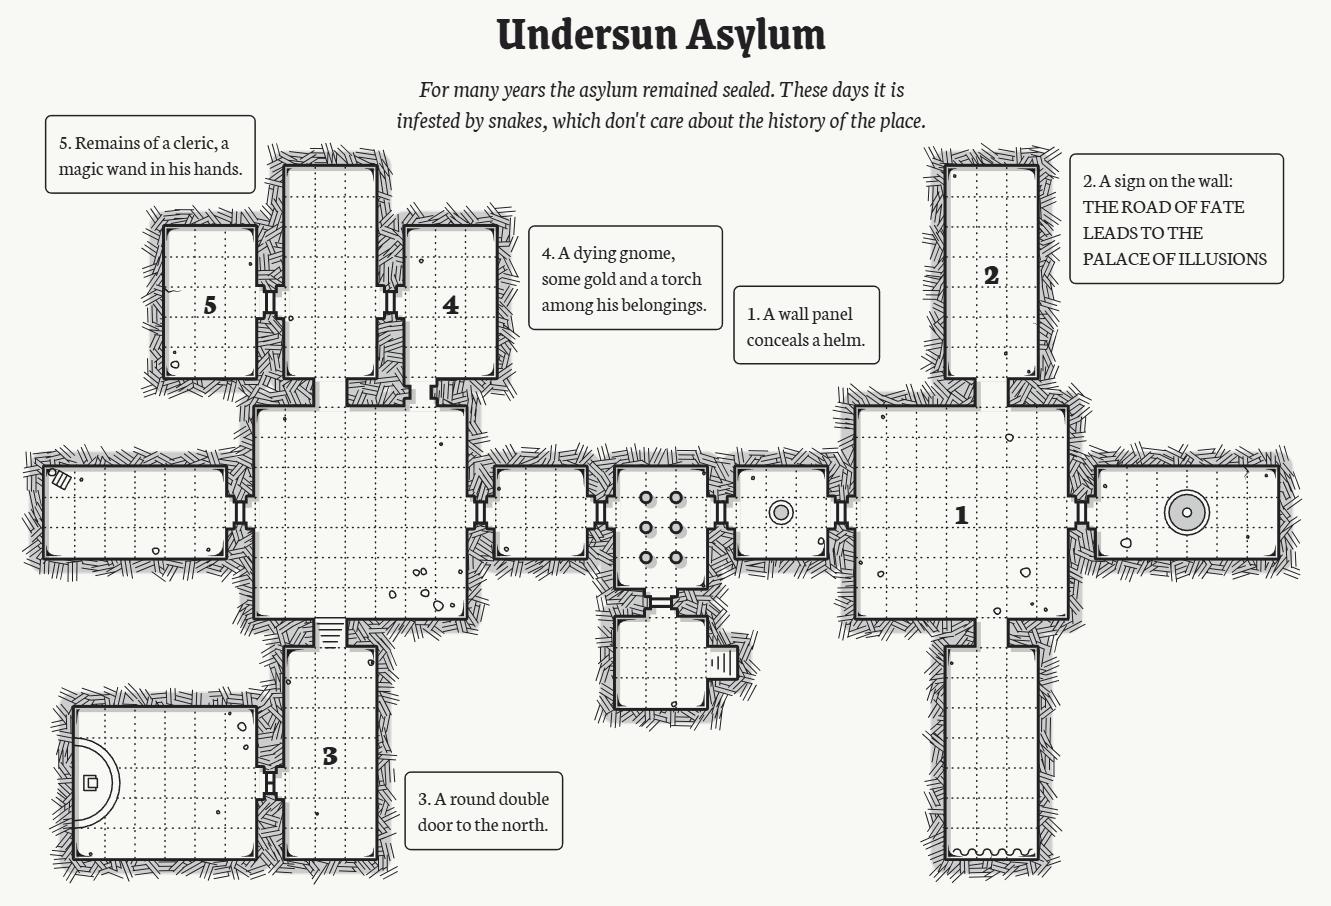 Undersun Asylum
For many years the asylum remained sealed. These days it is
infested by snakes, which don't care about the history of the place.
5. Remains of a cleric, a
magic wand in his hands.
2. A sign on the wall:
THE ROAD OF FATE
LEADS TO THE
PALACE OF ILLUSIONS
4. A dying gnome,
some gold and a torch
among his belongings.
1. A wall panel
conceals a helm.
2
5
4
1
3
3. A round double
door to the north.